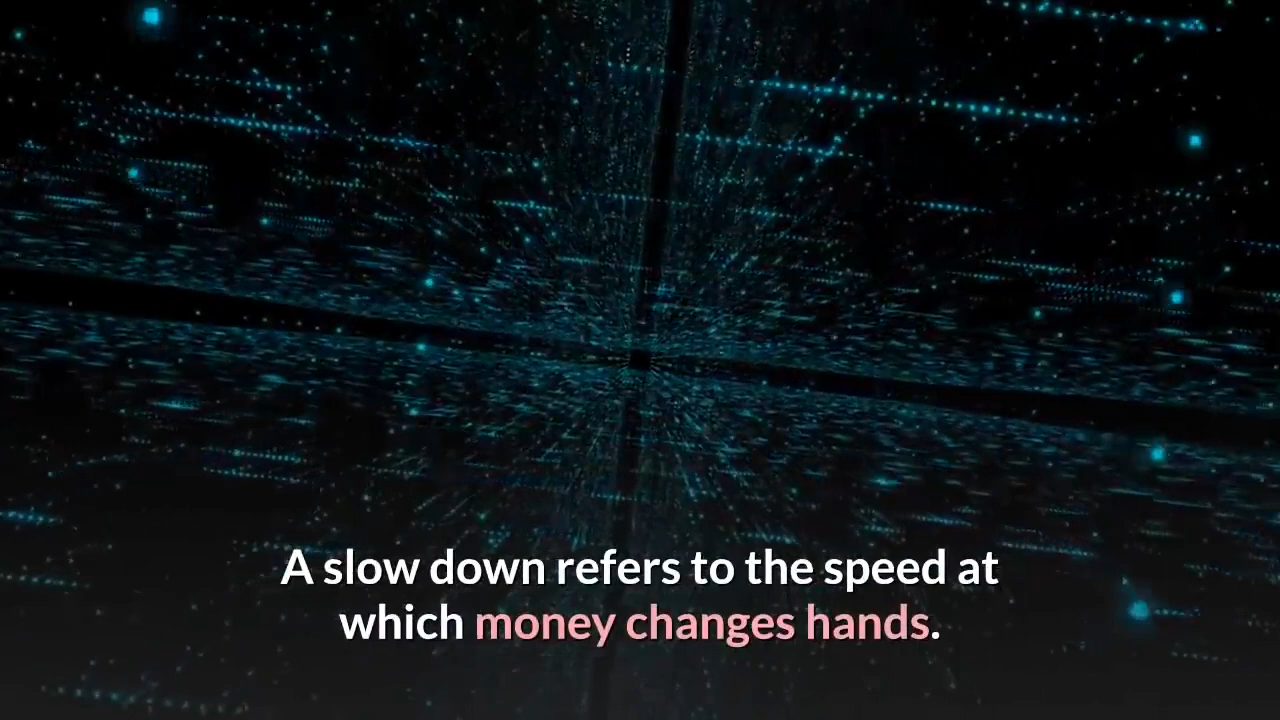 A slow down refers to the speed at
which money changes hands.